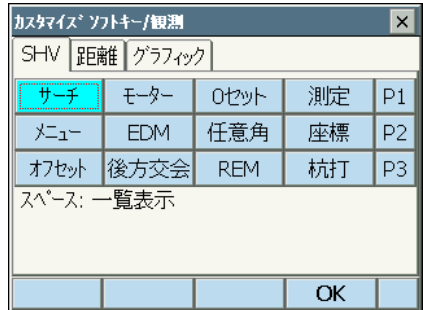 ｶｽﾀﾏｲｽﾞ ｿﾌﾄｷｰ/観測 ×
SHV 距離 ｸﾞﾗﾌｨｯｸ
ｻｰﾁ ﾓｰﾀｰ 0ｾｯﾄ 測定 P1
ﾒﾆｭｰ EDM 任意角 座標 P2
ｵﾌｾｯﾄ 後方交会 REM 杭打 P3
ｽﾍﾟｰｽ: 一覧表示
OK